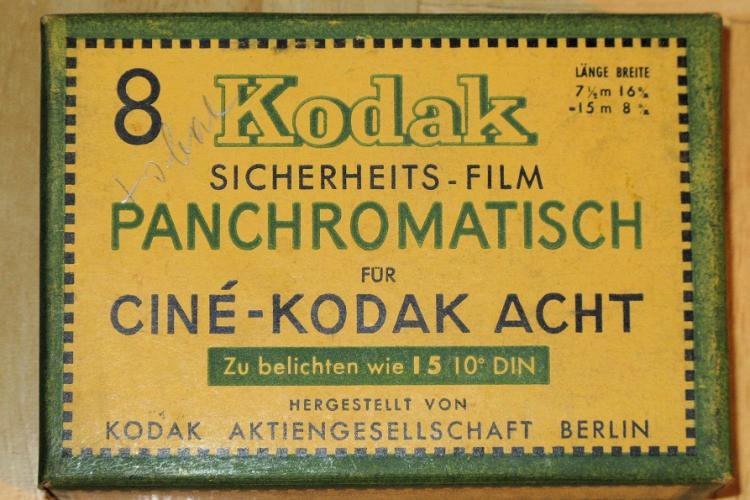 8 Kodak
LÄNGE BREITE
7½m 16 m/m
=15 m 8 m/m
SICHERHEITS-FILM
PANCHROMATISCH
FÜR
CINÉ-KODAK ACHT
Zu belichten wie 15 10° DIN
HERGESTELLT VON
KODAK AKTIENGESELLSCHAFT BERLIN